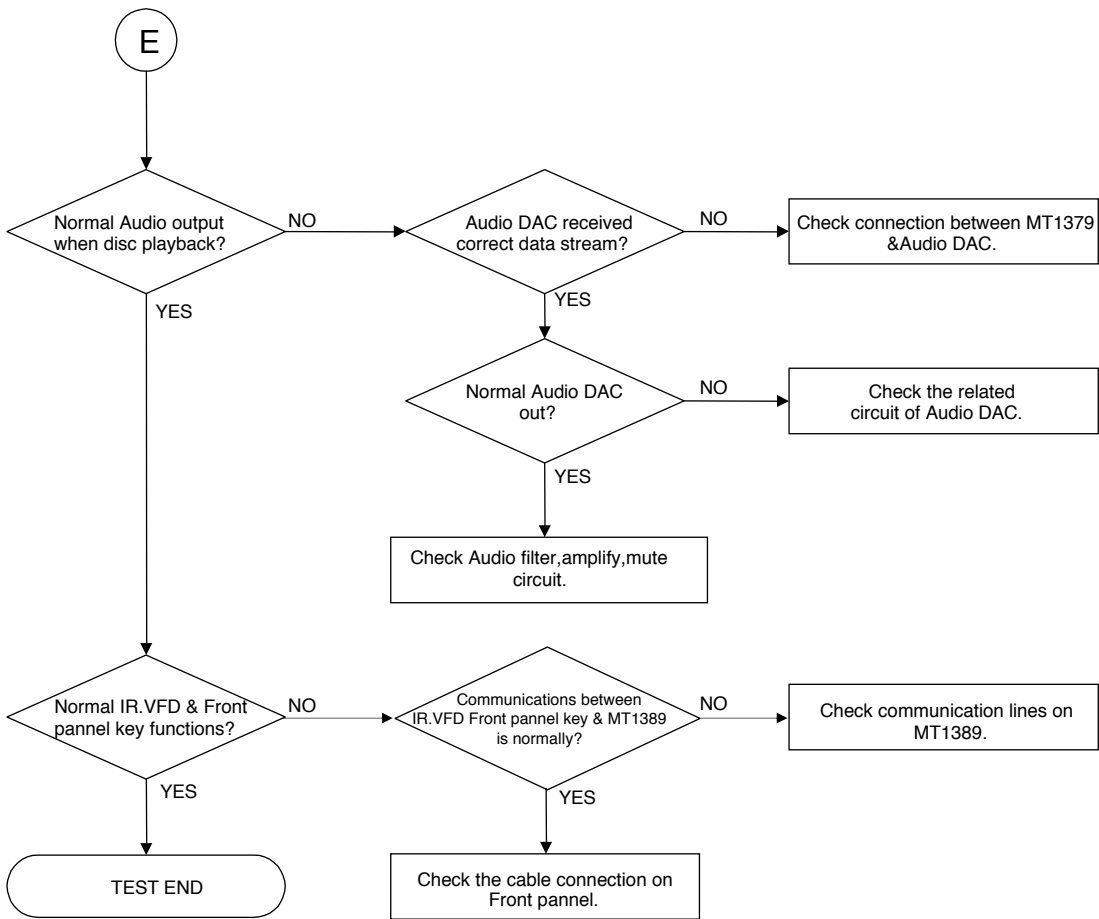 E
Normal Audio output
when disc playback?
NO
Audio DAC received
correct data stream?
NO
Check connection between MT1379
&Audio DAC.
YES
YES
Normal Audio DAC
out?
NO
Check the related
circuit of Audio DAC.
YES
Check Audio filter,amplify,mute
circuit.
Normal IR.VFD & Front
pannel key functions?
NO
Communications between
IR.VFD Front pannel key & MT1389
is normally?
NO
Check communication lines on
MT1389.
YES
YES
TEST END
Check the cable connection on
Front pannel.